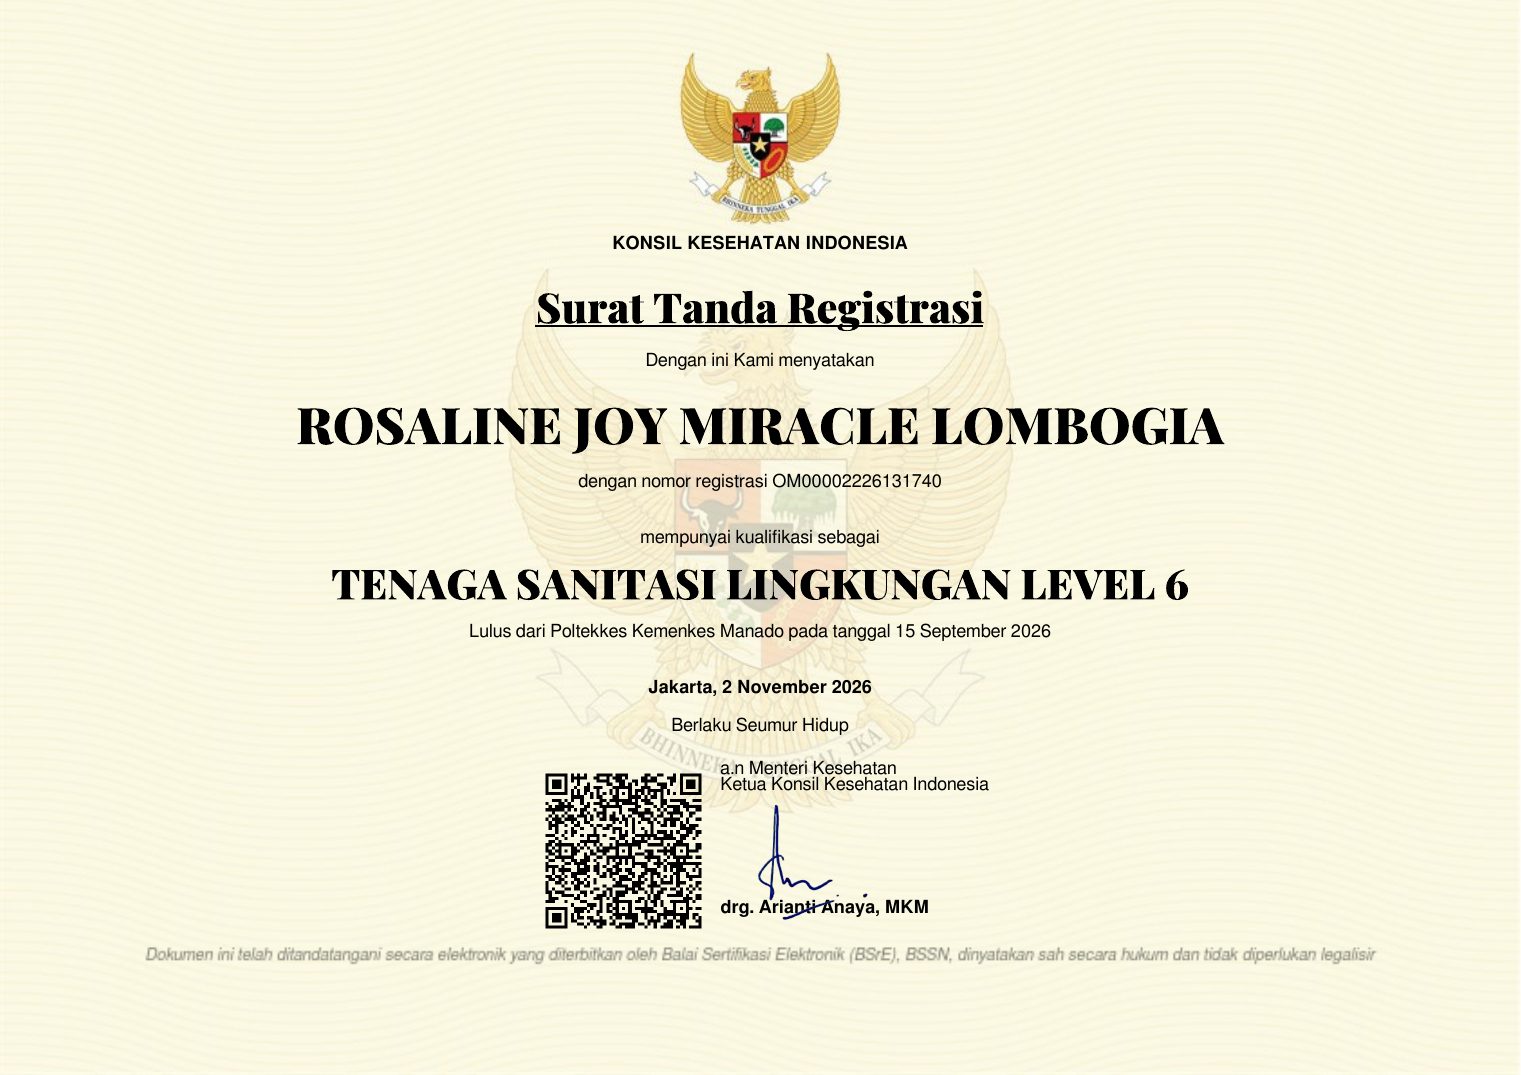 BHINNEKA TUNGGAL IKA
KONSIL KESEHATAN INDONESIA
Surat Tanda Registrasi
Dengan ini Kami menyatakan
ROSALINE JOY MIRACLE LOMBOGIA
dengan nomor registrasi OM00002226131740
mempunyai kualifikasi sebagai
TENAGA SANITASI LINGKUNGAN LEVEL 6
Lulus dari Poltekkes Kemenkes Manado pada tanggal 15 September 2026
Jakarta, 2 November 2026
Berlaku Seumur Hidup
BHINNEKA TUNGGAL IKA
a.n Menteri Kesehatan
Ketua Konsil Kesehatan Indonesia
drg. Arianti Anaya, MKM
Dokumen ini telah ditandatangani secara elektronik yang diterbitkan oleh Balai Sertifikasi Elektronik (BSrE), BSSN, dinyatakan sah secara hukum dan tidak diperlukan legalisir